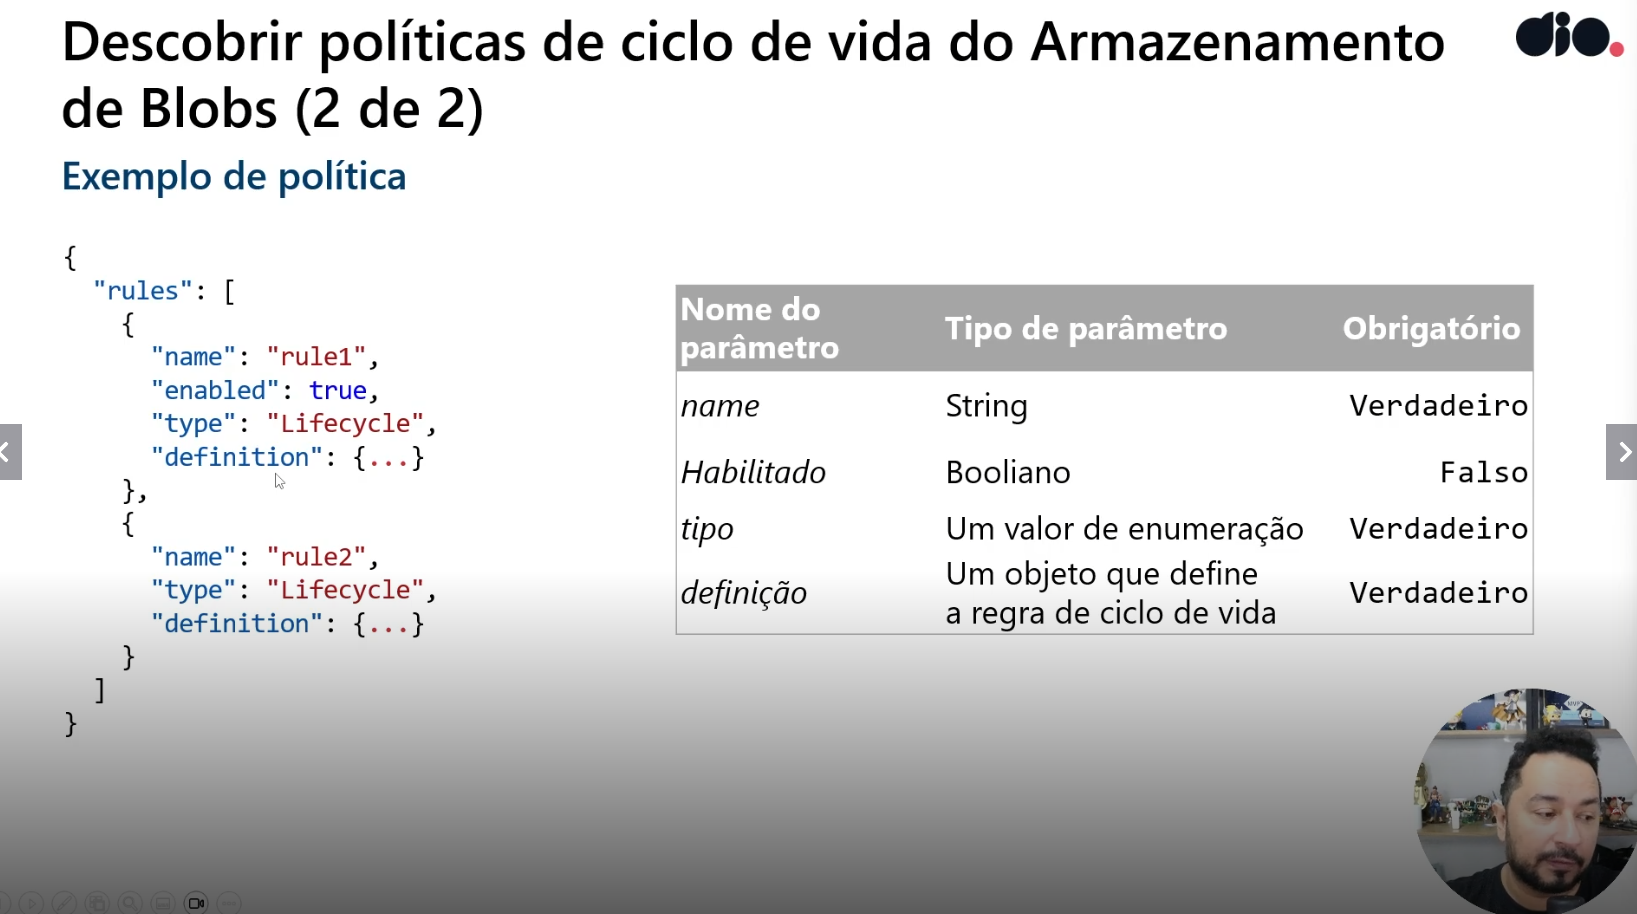 Descobrir políticas de ciclo de vida do Armazenamento
de Blobs (2 de 2)
dio.
Exemplo de política
{
"rules": [
{
"name": "rule1",
"enabled": true,
"type": "Lifecycle",
"definition": {...}
},
{
"name": "rule2",
"type": "Lifecycle",
"definition": {...}
}
]
}
Nome do
parâmetro
Tipo de parâmetro
Obrigatório
name String Verdadeiro
Habilitado Booliano Falso
tipo Um valor de enumeração Verdadeiro
definição Um objeto que define
a regra de ciclo de vida Verdadeiro